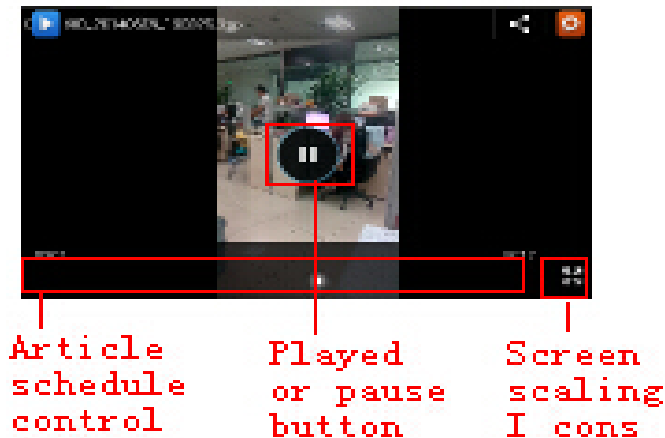 Article
schedule
control
Played
or pause
button
Screen
scaling
I cons